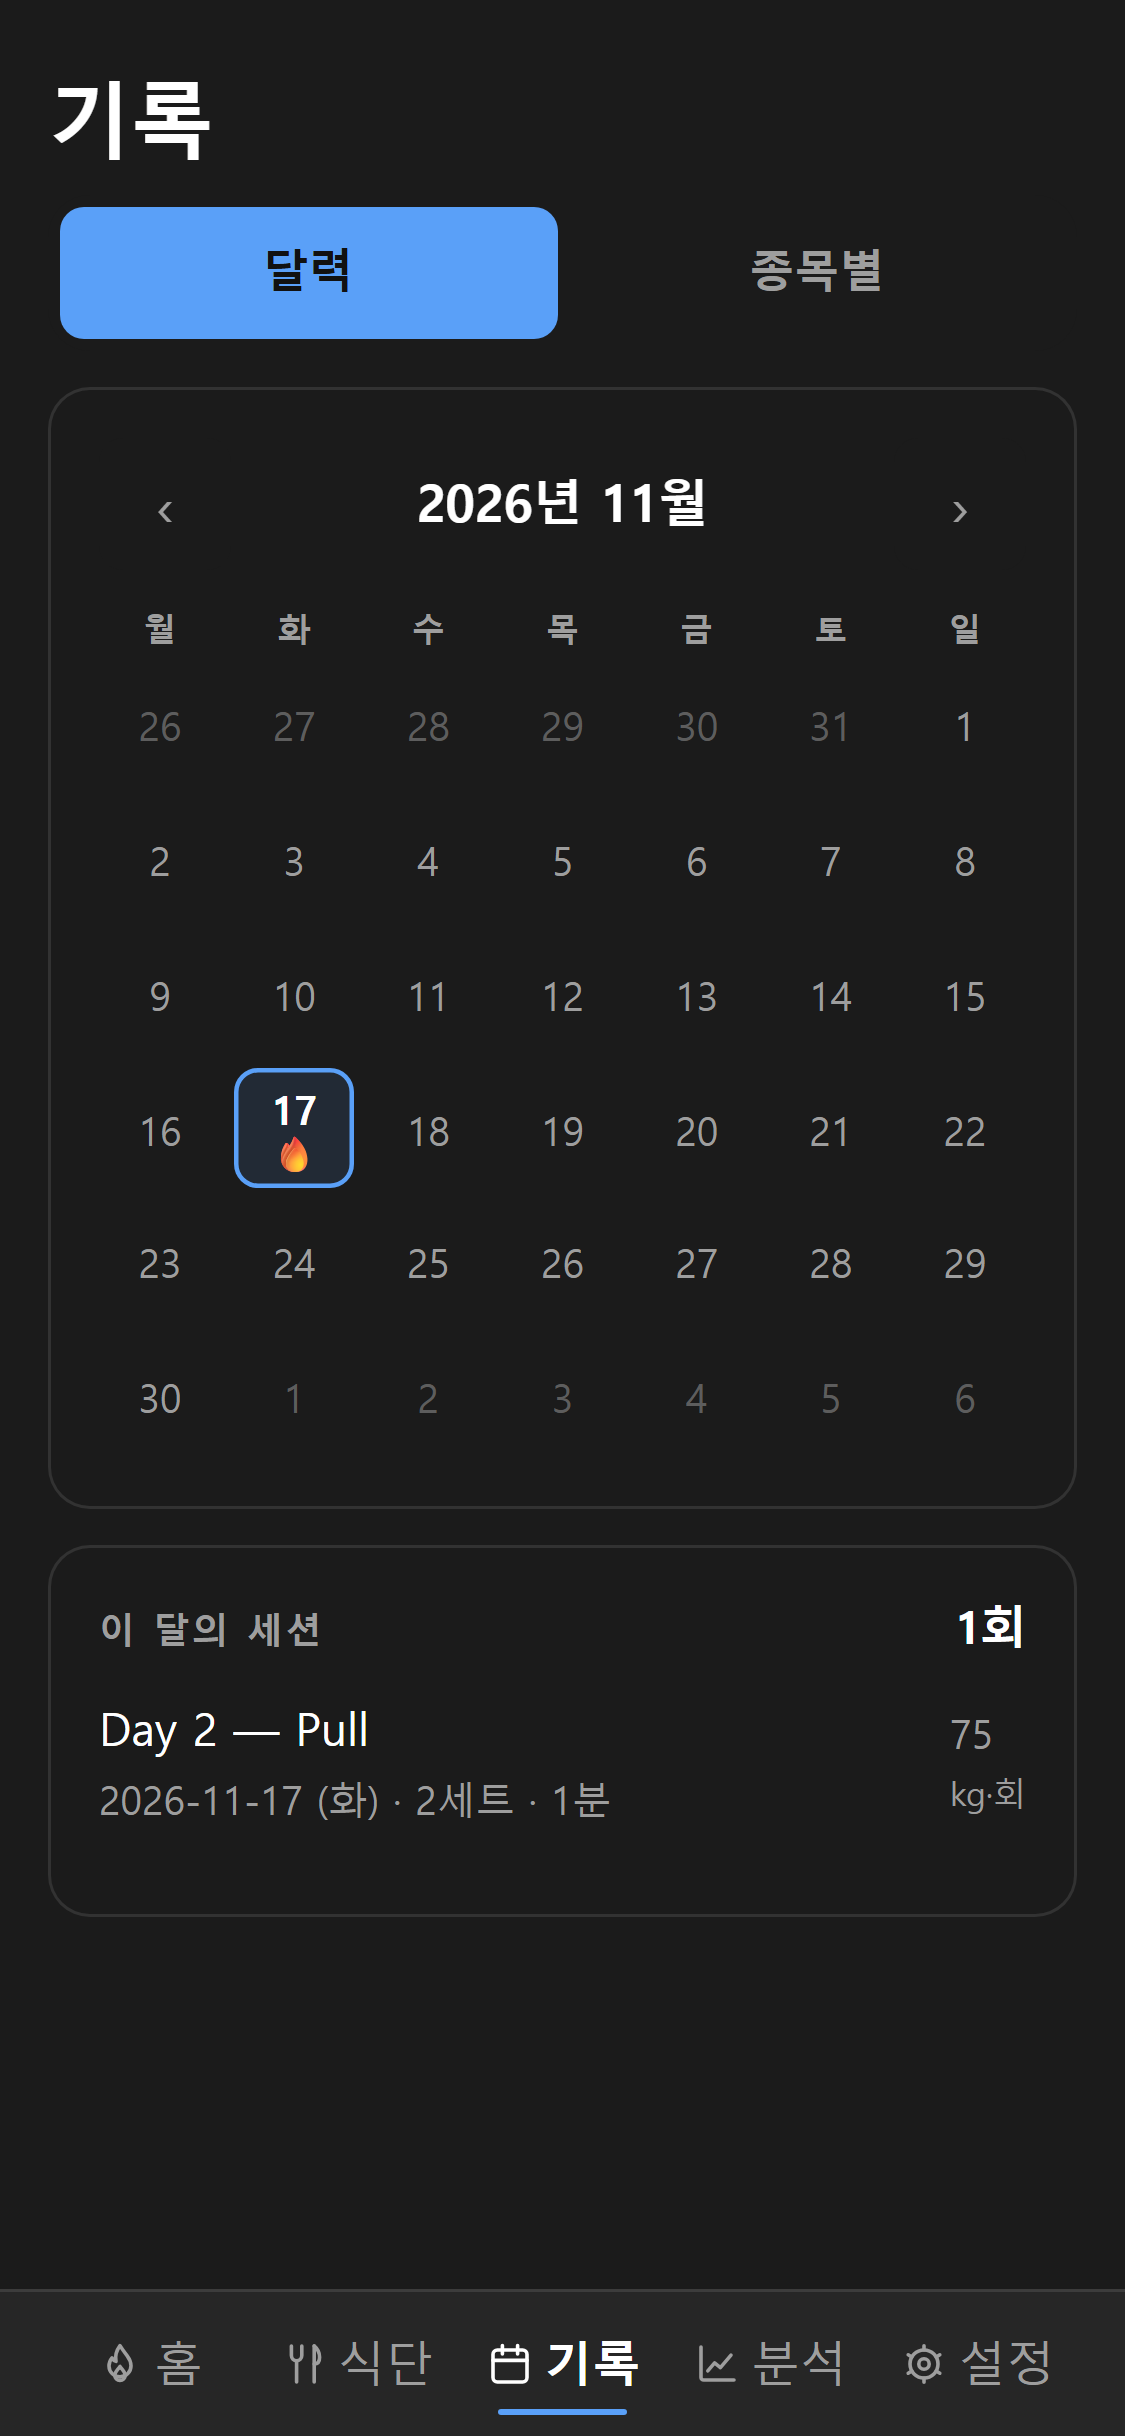 기록
달력 종목별
‹ 2026년 11월 ›
월 화 수 목 금 토 일
26 27 28 29 30 31 1
2 3 4 5 6 7 8
9 10 11 12 13 14 15
16 17 18 19 20 21 22
23 24 25 26 27 28 29
30 1 2 3 4 5 6
이 달의 세션 1회
Day 2 — Pull 75
2026-11-17 (화) · 2세트 · 1분 kg·회
홈 식단 기록 분석 설정